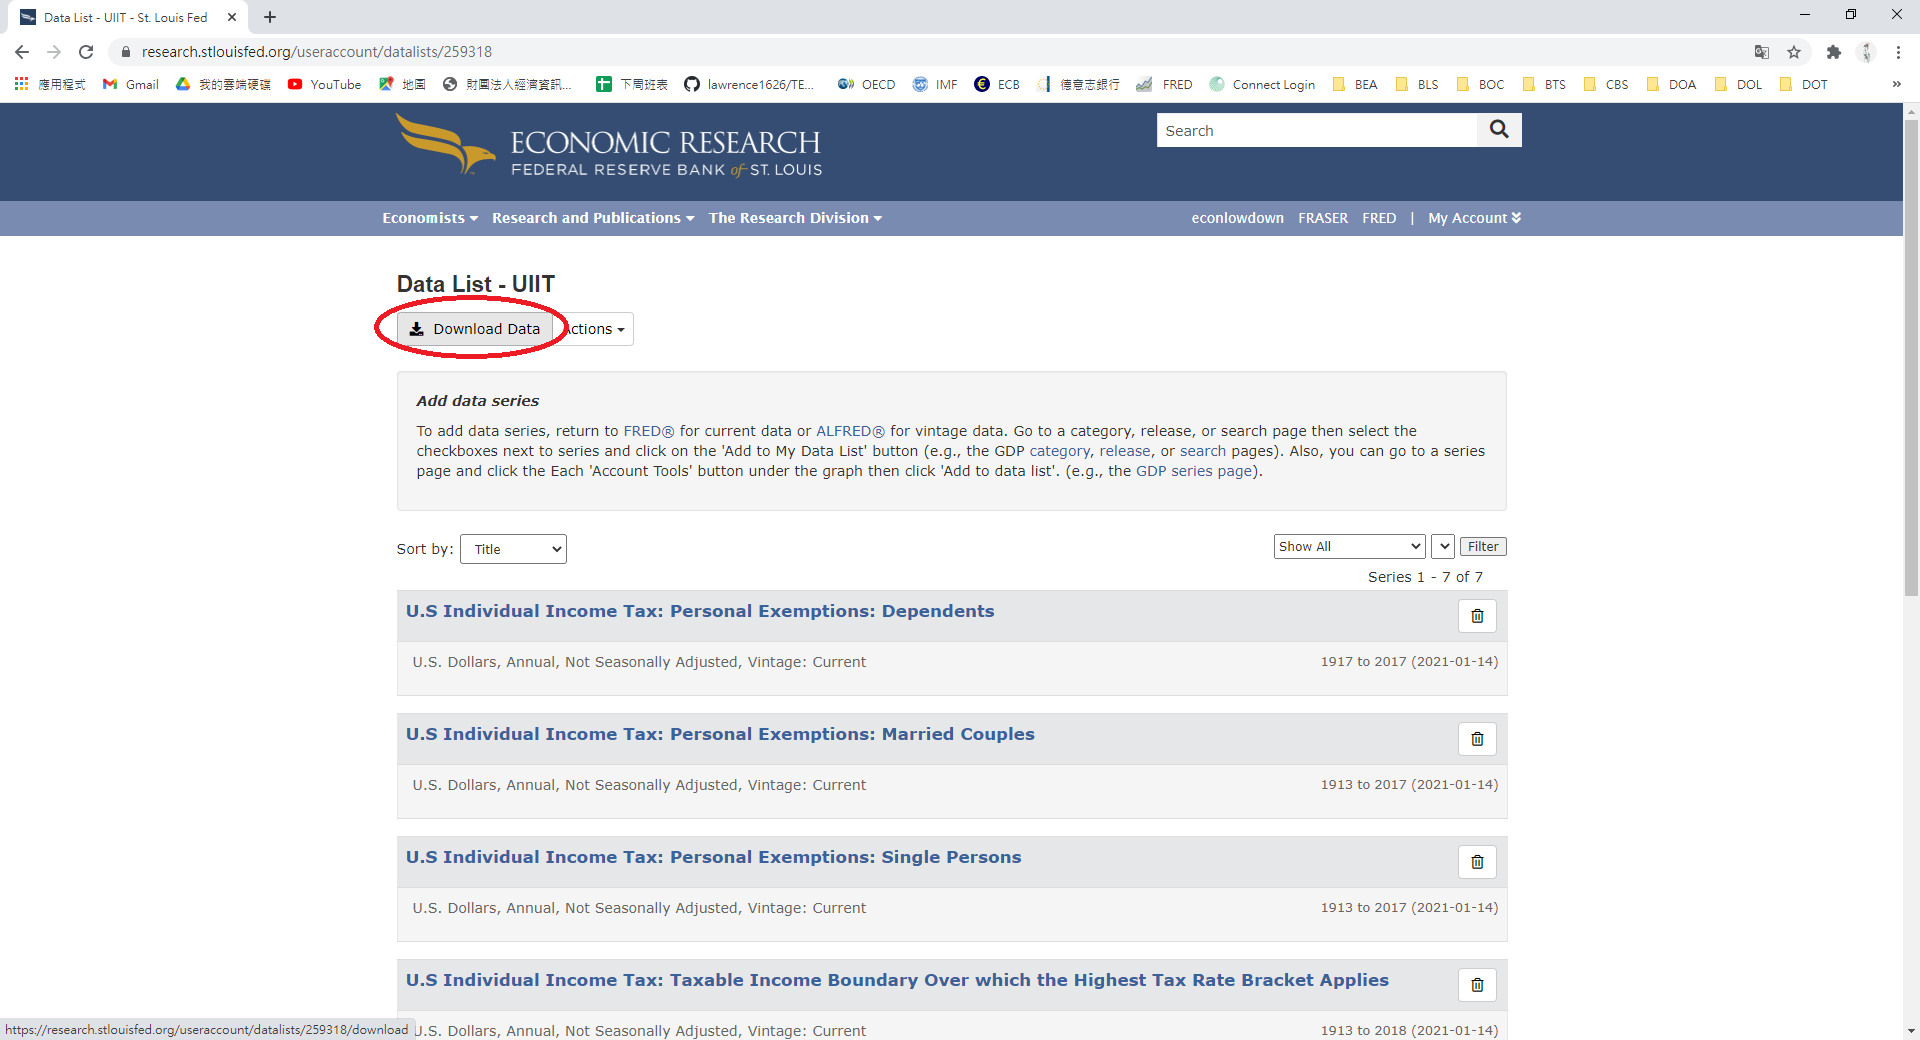 Data List - UIIT - St. Louis Fed
research.stlouisfed.org/useraccount/datalists/259318
應用程式 Gmail 我的雲端硬碟 YouTube 地圖 財團法人經濟資訊... 下周班表 lawrence1626/TE... OECD IMF ECB 德意志銀行 FRED Connect Login BEA BLS BOC BTS CBS DOA DOL DOT »
ECONOMIC RESEARCH
FEDERAL RESERVE BANK of ST. LOUIS
Search
Economists Research and Publications The Research Division econlowdown FRASER FRED | My Account
Data List - UIIT
Download Data Actions
Add data series
To add data series, return to FRED® for current data or ALFRED® for vintage data. Go to a category, release, or search page then select the
checkboxes next to series and click on the 'Add to My Data List' button (e.g., the GDP category, release, or search pages). Also, you can go to a series
page and click the Each 'Account Tools' button under the graph then click 'Add to data list'. (e.g., the GDP series page).
Sort by: Title Show All Filter
Series 1 - 7 of 7
U.S Individual Income Tax: Personal Exemptions: Dependents
U.S. Dollars, Annual, Not Seasonally Adjusted, Vintage: Current 1917 to 2017 (2021-01-14)
U.S Individual Income Tax: Personal Exemptions: Married Couples
U.S. Dollars, Annual, Not Seasonally Adjusted, Vintage: Current 1913 to 2017 (2021-01-14)
U.S Individual Income Tax: Personal Exemptions: Single Persons
U.S. Dollars, Annual, Not Seasonally Adjusted, Vintage: Current 1913 to 2017 (2021-01-14)
U.S Individual Income Tax: Taxable Income Boundary Over which the Highest Tax Rate Bracket Applies
U.S. Dollars, Annual, Not Seasonally Adjusted, Vintage: Current 1913 to 2018 (2021-01-14)
https://research.stlouisfed.org/useraccount/datalists/259318/download